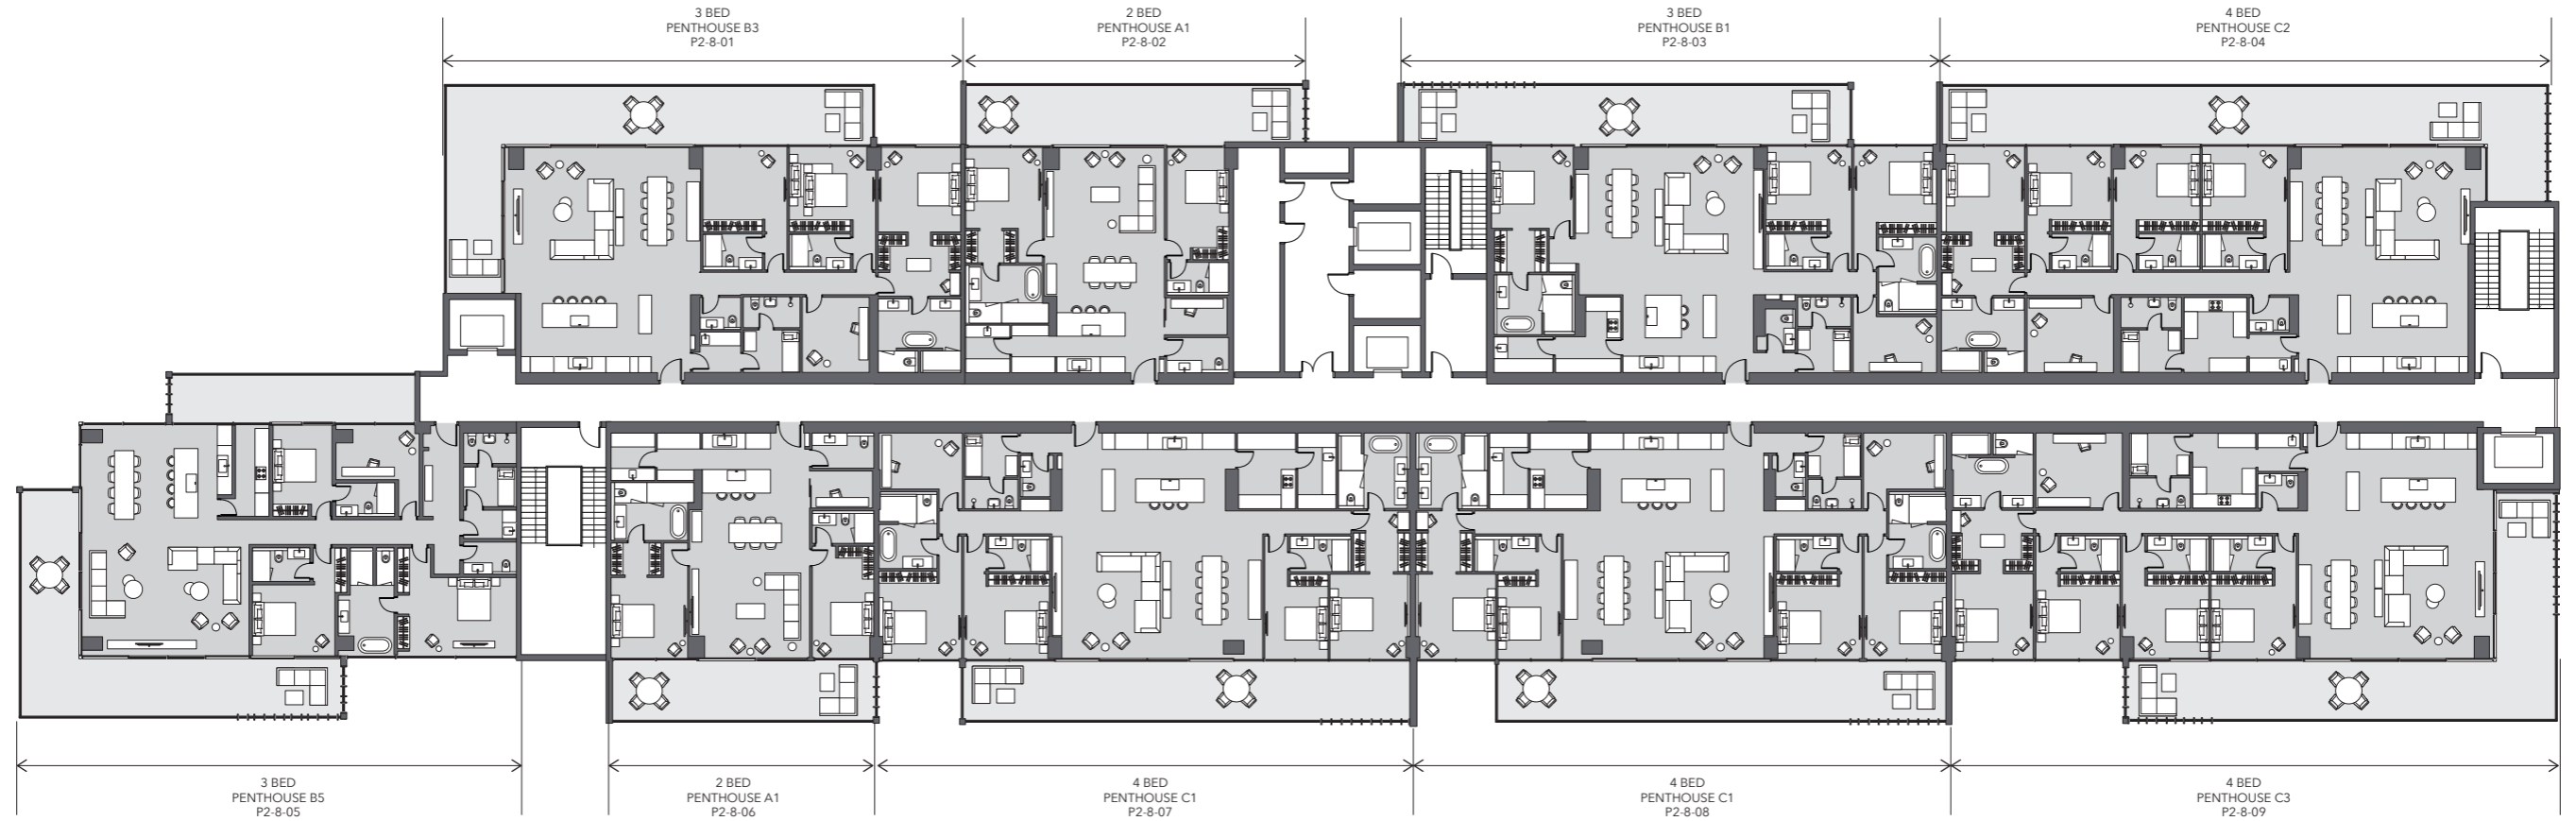 3 BED
PENTHOUSE B3
P2-8-01
2 BED
PENTHOUSE A1
P2-8-02
3 BED
PENTHOUSE B1
P2-8-03
4 BED
PENTHOUSE C2
P2-8-04
3 BED
PENTHOUSE B5
P2-8-05
2 BED
PENTHOUSE A1
P2-8-06
4 BED
PENTHOUSE C1
P2-8-07
4 BED
PENTHOUSE C1
P2-8-08
4 BED
PENTHOUSE C3
P2-8-09